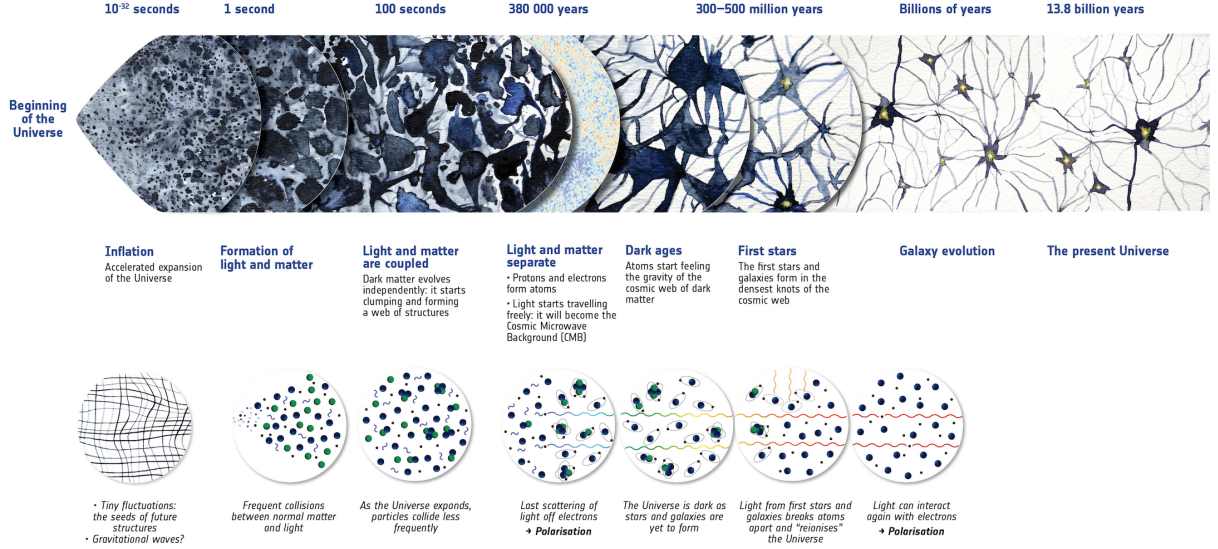 10-32 seconds
1 second
100 seconds
380 000 years
300–500 million years
Billions of years
13.8 billion years
Beginning
of the
Universe
Inflation
Accelerated expansion
of the Universe
Formation of
light and matter
Light and matter
are coupled
Dark matter evolves
independently: it starts
clumping and forming
a web of structures
Light and matter
separate
• Protons and electrons
form atoms
• Light starts travelling
freely: it will become the
Cosmic Microwave
Background (CMB)
Dark ages
Atoms start feeling
the gravity of the
cosmic web of dark
matter
First stars
The first stars and
galaxies form in the
densest knots of the
cosmic web
Galaxy evolution
The present Universe
• Tiny fluctuations:
the seeds of future
structures
• Gravitational waves?
Frequent collisions
between normal matter
and light
As the Universe expands,
particles collide less
frequently
Last scattering of
light off electrons
→ Polarisation
The Universe is dark as
stars and galaxies are
yet to form
Light from first stars and
galaxies breaks atoms
apart and “reionises”
the Universe
Light can interact
again with electrons
→ Polarisation